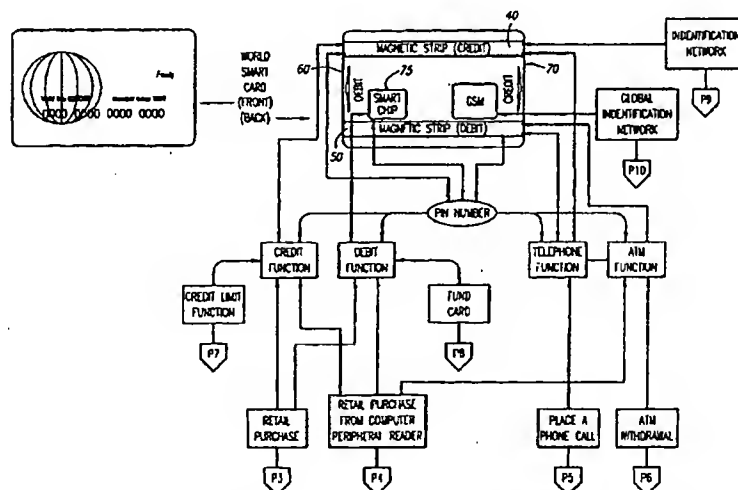 40
MAGNETIC STRIP (CREDIT)
INDENTIFICATION
NETWORK
WORLD
SMART
CARD
(FRONT)
(BACK)
60
75
70
DEBIT
SMART
CHIP
GSM
CREDIT
P9
GLOBAL
INDENTIFICATION
NETWORK
0000 0000 0000 0000
MAGNETIC STRIP (DEBIT)
50
P10
PIN NUMBER
CREDIT
FUNCTION
DEBIT
FUNCTION
TELEPHONE
FUNCTION
ATM
FUNCTION
CREDIT LIMIT
FUNCTION
FUND
CARD
P7
P8
RETAIL
PURCHASE
RETAIL PURCHASE
FROM COMPUTER
PERIPHERAL READER
PLACE A
PHONE CALL
ATM
WITHDRAWAL
P3
P4
P5
P6